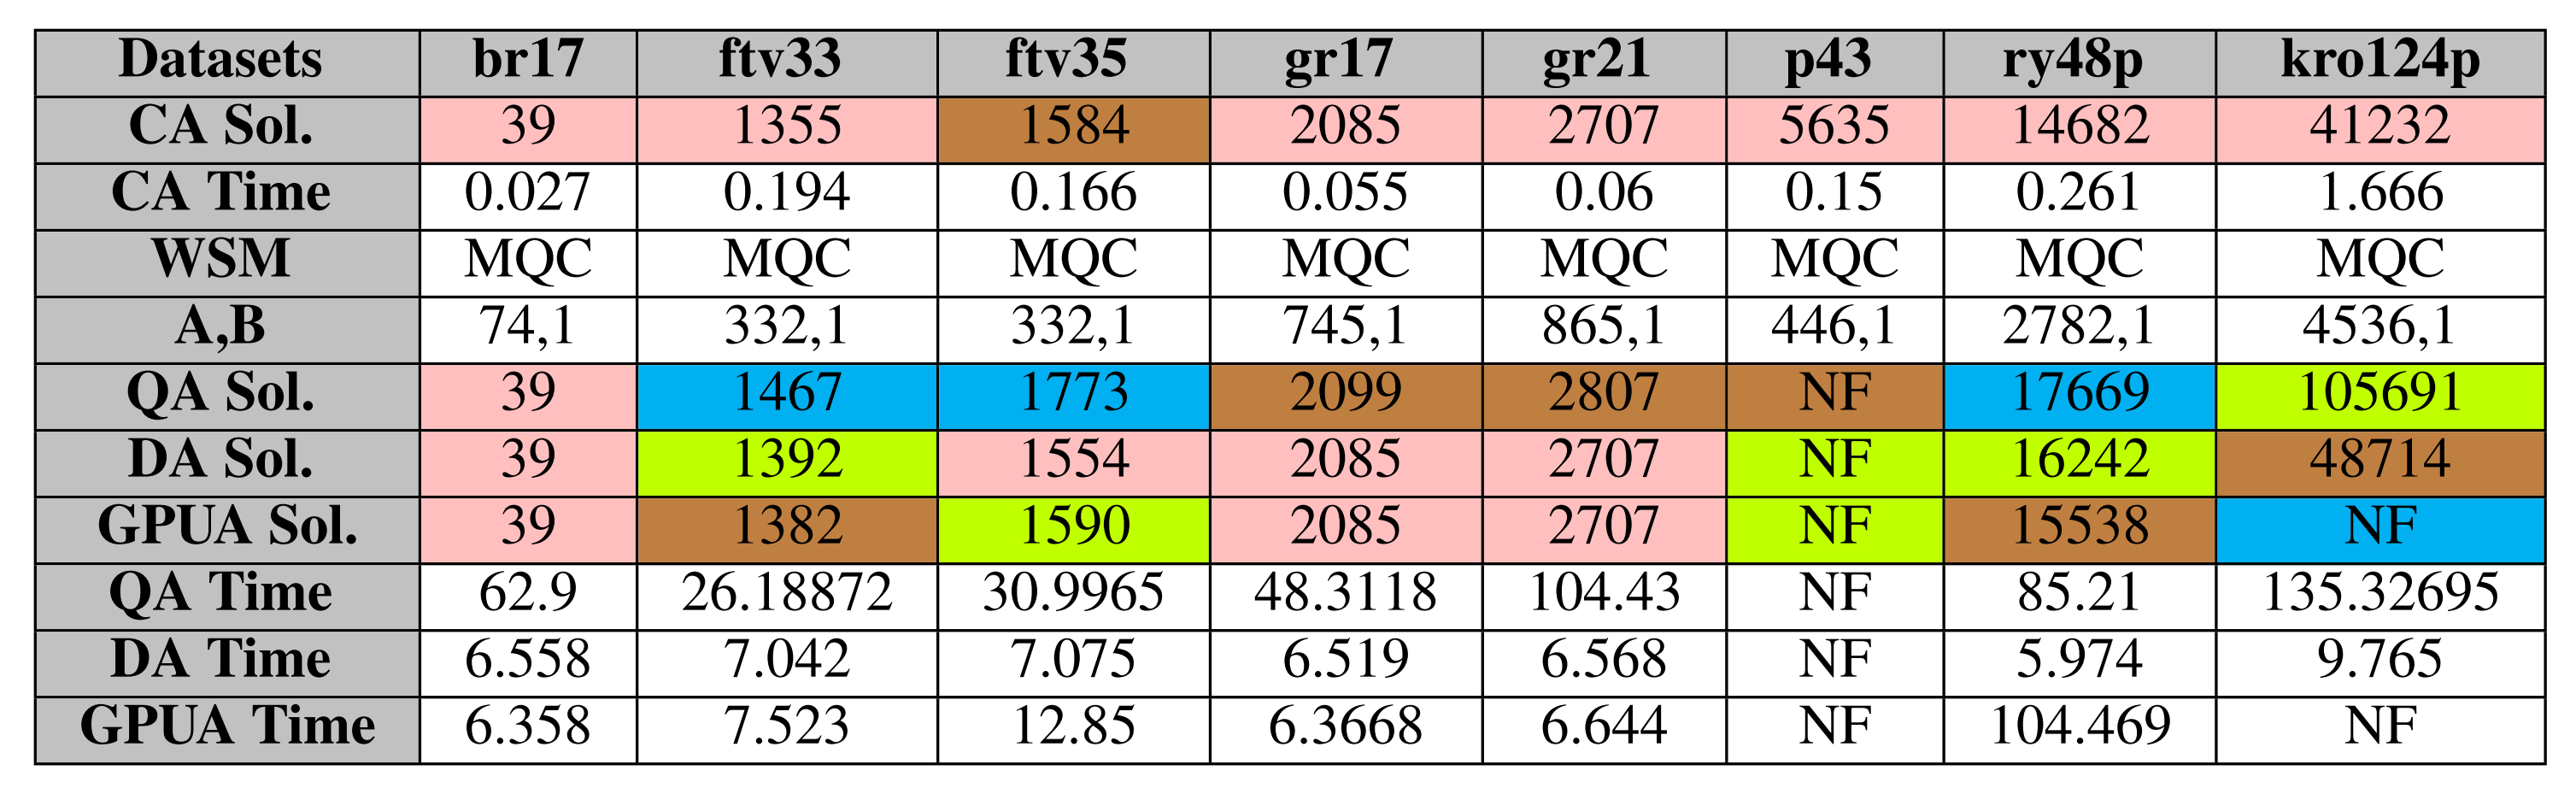 Datasets br17 ftv33 ftv35 gr17 gr21 p43 ry48p kro124p
CA Sol. 39 1355 1584 2085 2707 5635 14682 41232
CA Time 0.027 0.194 0.166 0.055 0.06 0.15 0.261 1.666
WSM MQC MQC MQC MQC MQC MQC MQC MQC
A,B 74,1 332,1 332,1 745,1 865,1 446,1 2782,1 4536,1
QA Sol. 39 1467 1773 2099 2807 NF 17669 105691
DA Sol. 39 1392 1554 2085 2707 NF 16242 48714
GPUA Sol. 39 1382 1590 2085 2707 NF 15538 NF
QA Time 62.9 26.18872 30.9965 48.3118 104.43 NF 85.21 135.32695
DA Time 6.558 7.042 7.075 6.519 6.568 NF 5.974 9.765
GPUA Time 6.358 7.523 12.85 6.3668 6.644 NF 104.469 NF